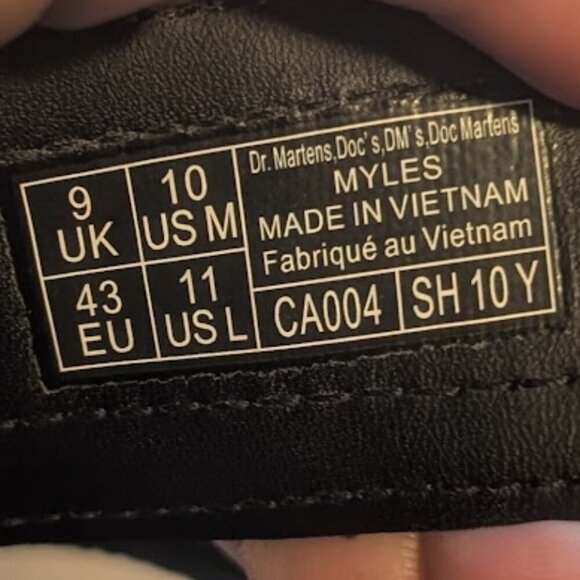 9
UK
10
US M
43
EU
11
US L
Dr. Martens,Doc's,DM's,Doc Martens
MYLES
MADE IN VIETNAM
Fabriqué au Vietnam
CA004
SH 10 Y